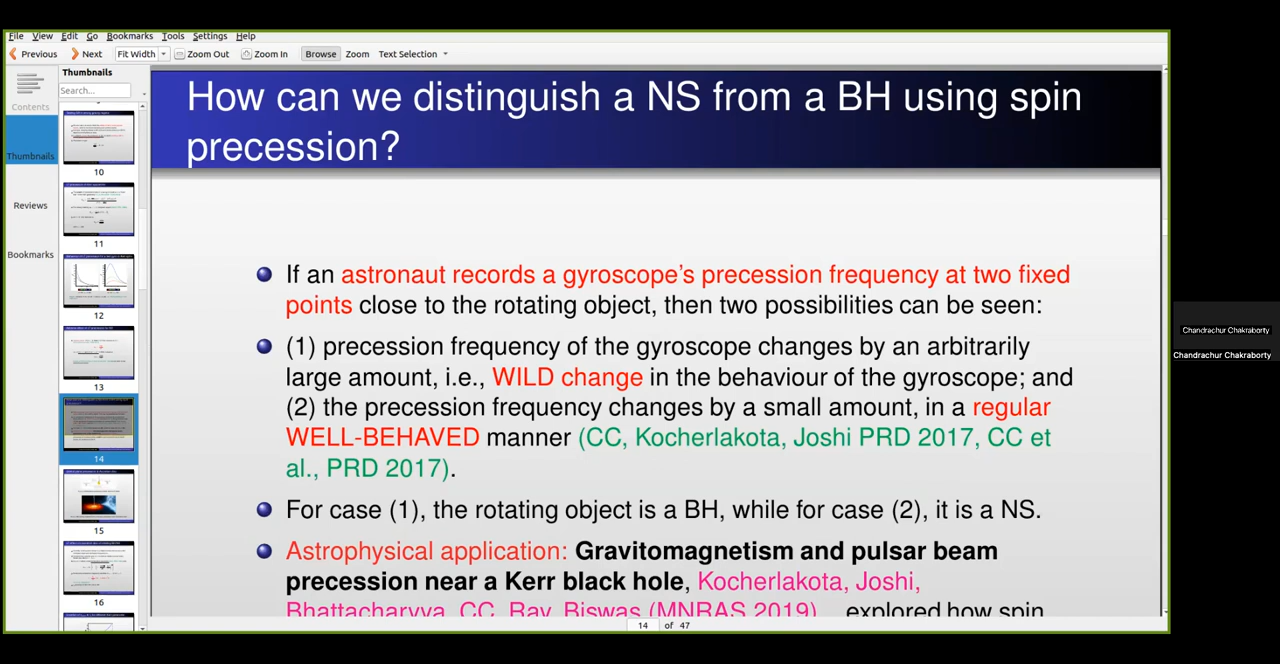 File View Edit Go Bookmarks Tools Settings Help
Previous Next Fit Width Zoom Out Zoom In Browse Zoom Text Selection
Contents
Thumbnails
Reviews
Bookmarks
Thumbnails
Search...
10
11
12
13
14
15
16
How can we distinguish a NS from a BH using spin
precession?
If an astronaut records a gyroscope's precession frequency at two fixed
points close to the rotating object, then two possibilities can be seen:
(1) precession frequency of the gyroscope changes by an arbitrarily
large amount, i.e., WILD change in the behaviour of the gyroscope; and
(2) the precession frequency changes by a small amount, in a regular
WELL-BEHAVED manner (CC, Kocherlakota, Joshi PRD 2017, CC et
al., PRD 2017).
For case (1), the rotating object is a BH, while for case (2), it is a NS.
Astrophysical application: Gravitomagnetism and pulsar beam
precession near a Kerr black hole, Kocherlakota, Joshi,
Bhattacharyya, CC, Ray, Biswas (MNRAS 2019) explored how spin
14 of 47
Chandrachur Chakraborty
Chandrachur Chakraborty